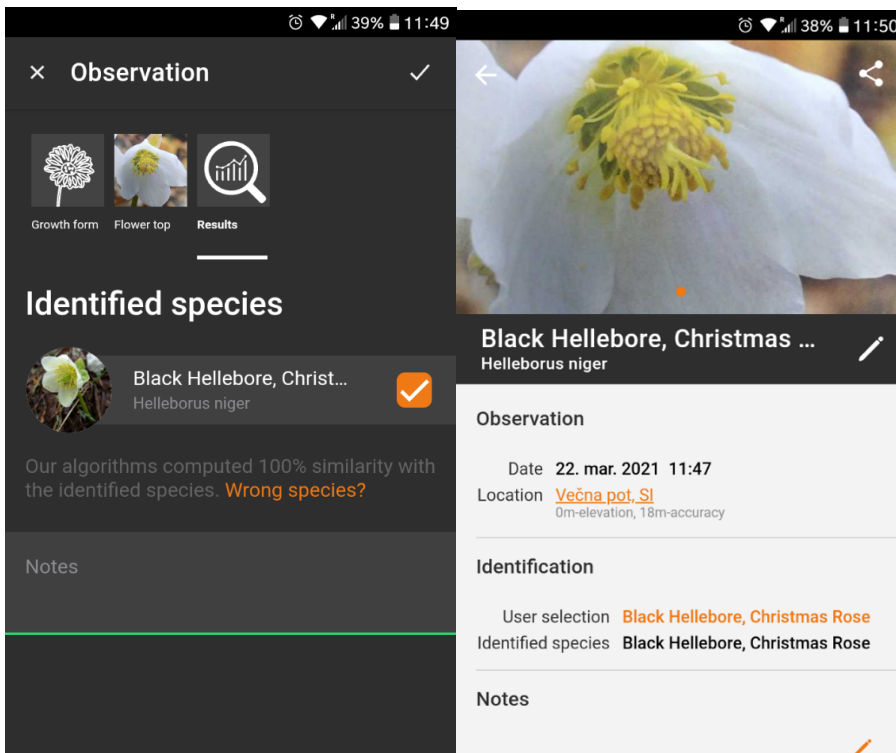 39% 11:49
Observation
Growth form
Flower top
Results
Identified species
Black Hellebore, Christ...
Helleborus niger
Our algorithms computed 100% similarity with
the identified species. Wrong species?
Notes
R 38% 11:50
Black Hellebore, Christmas ...
Helleborus niger
Observation
Date 22. mar. 2021 11:47
Location Večna pot, SI
0m-elevation, 18m-accuracy
Identification
User selection Black Hellebore, Christmas Rose
Identified species Black Hellebore, Christmas Rose
Notes